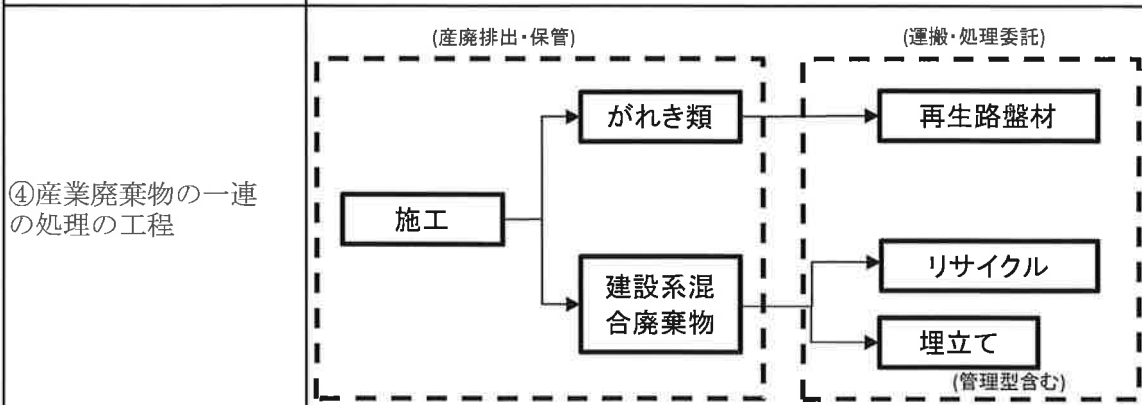 ④産業廃棄物の一連
の処理の工程
(産廃排出・保管)
施工
がれき類
建設系混
合廃棄物
(運搬・処理委託)
再生路盤材
リサイクル
埋立て
(管理型含む)